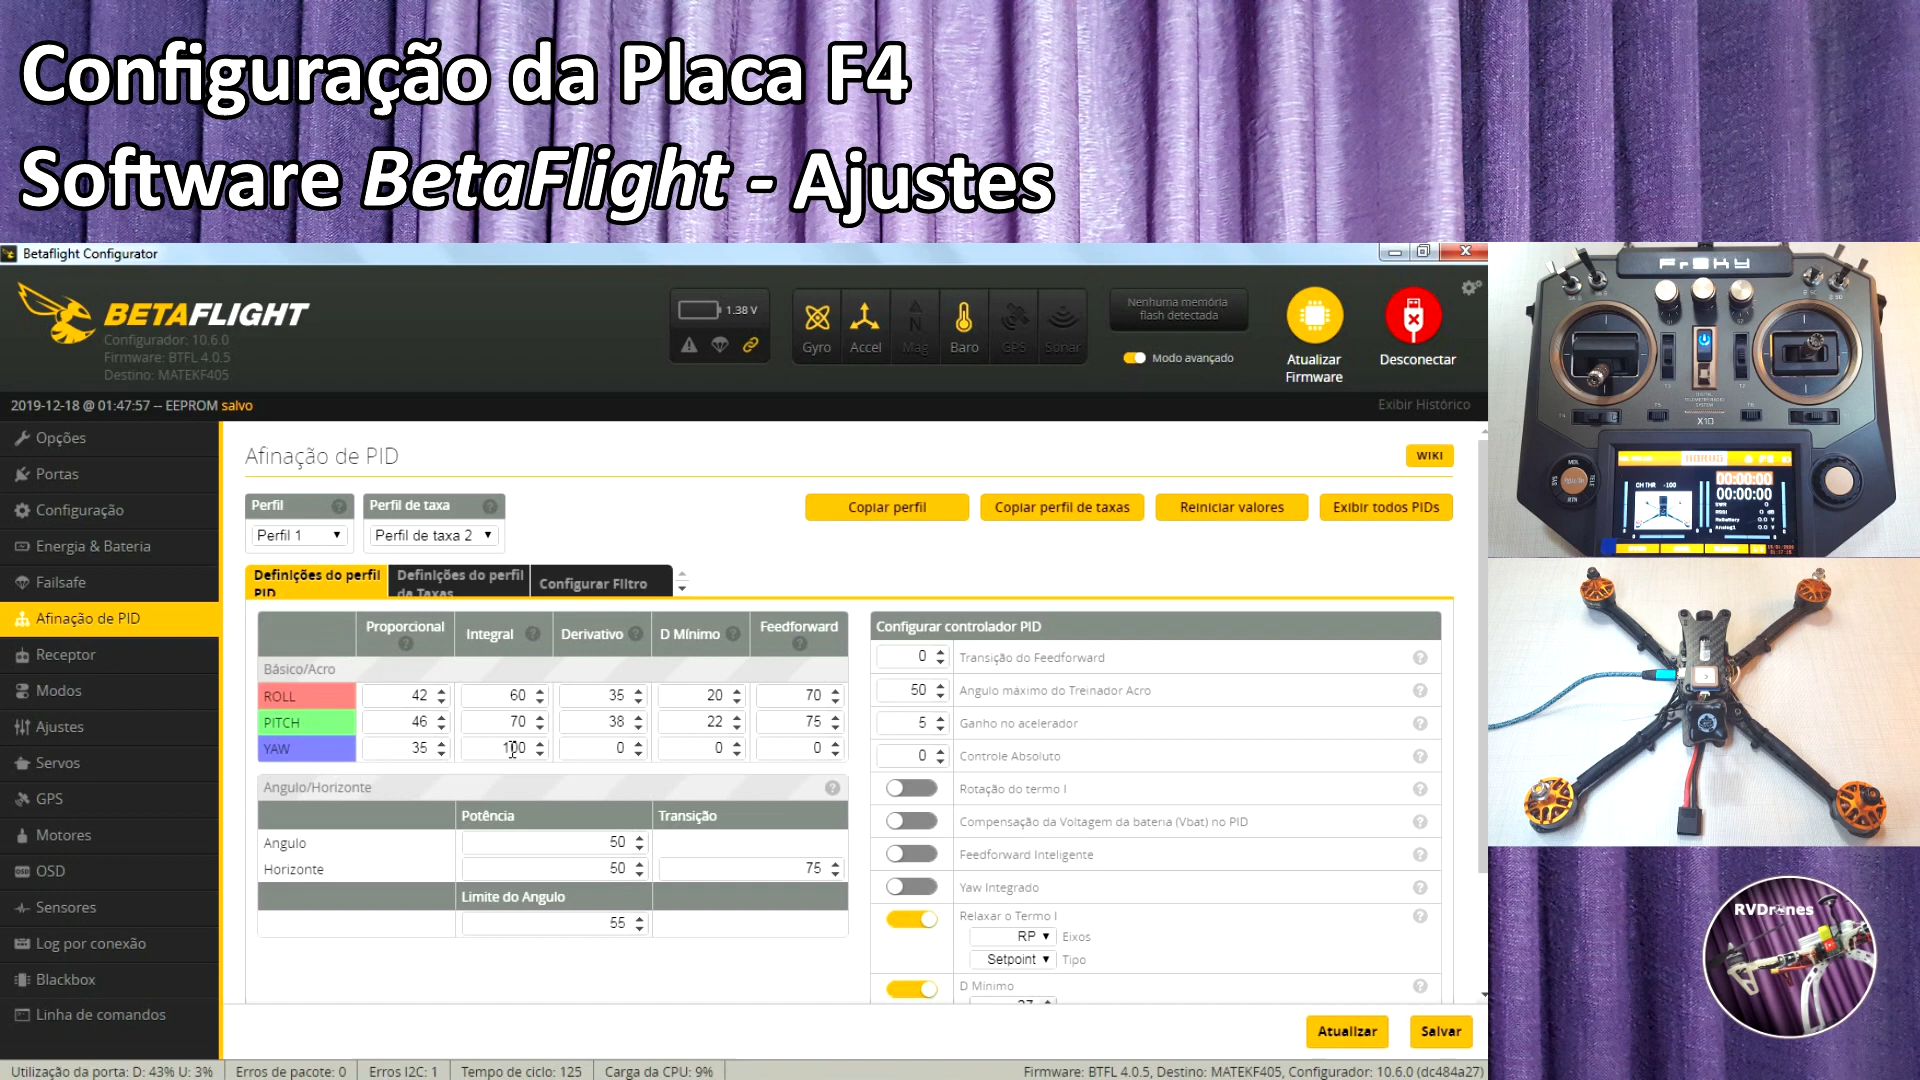 Configuração da Placa F4
Software BetaFlight - Ajustes
Betaflight Configurator
BETAFLIGHT
Configurador: 10.6.0
Firmware: BTFL 4.0.5
Destino: MATEKF405
1.38 V
Gyro
Accel
Mag
Baro
GPS
Sonar
Nenhuma memória
flash detectada
Modo avançado
Atualizar
Firmware
Desconectar
2019-12-18 @ 01:47:57 -- EEPROM salvo
Exibir Histórico
Opções
Portas
Configuração
Energia & Bateria
Failsafe
Afinação de PID
Receptor
Modos
Ajustes
Servos
GPS
Motores
OSD
Sensores
Log por conexão
Blackbox
Linha de comandos
Afinação de PID
WIKI
Perfil
Perfil de taxa
Perfil 1
Perfil de taxa 2
Copiar perfil
Copiar perfil de taxas
Reiniciar valores
Exibir todos PIDs
Definições do perfil
PID
Definições do perfil
da Taxas
Configurar Filtro
Proporcional Integral Derivativo D Mínimo Feedforward
Básico/Acro
ROLL 42 60 35 20 70
PITCH 46 70 38 22 75
YAW 35 100 0 0 0
Angulo/Horizonte
Potência Transição
Angulo 50
Horizonte 50 75
Limite do Angulo
55
Configurar controlador PID
0 Transição do Feedforward
50 Angulo máximo do Treinador Acro
5 Ganho no acelerador
0 Controle Absoluto
Rotação do termo I
Compensação da Voltagem da bateria (Vbat) no PID
Feedforward Inteligente
Yaw Integrado
Relaxar o Termo I
RP Eixos
Setpoint Tipo
D Mínimo
27
Atualizar
Salvar
Utilização da porta: D: 43% U: 3%
Erros de pacote: 0
Erros I2C: 1
Tempo de ciclo: 125
Carga da CPU: 9%
Firmware: BTFL 4.0.5, Destino: MATEKF405, Configurador: 10.6.0 (dc484a27)
FrSKY
X10
HORUS
CH THR -100
00:00:00
00:00:00
RVDrones